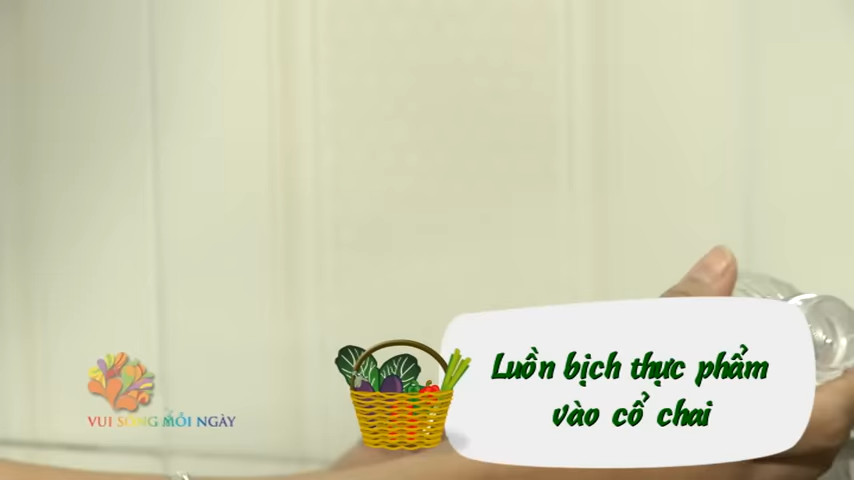 Luồn bịch thực phẩm
vào cổ chai
VUI SỐNG MỖI NGÀY